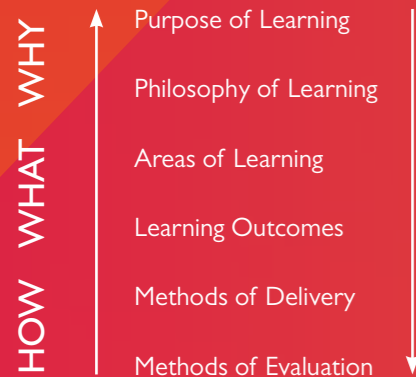 HOW WHAT WHY
Purpose of Learning
Philosophy of Learning
Areas of Learning
Learning Outcomes
Methods of Delivery
Methods of Evaluation